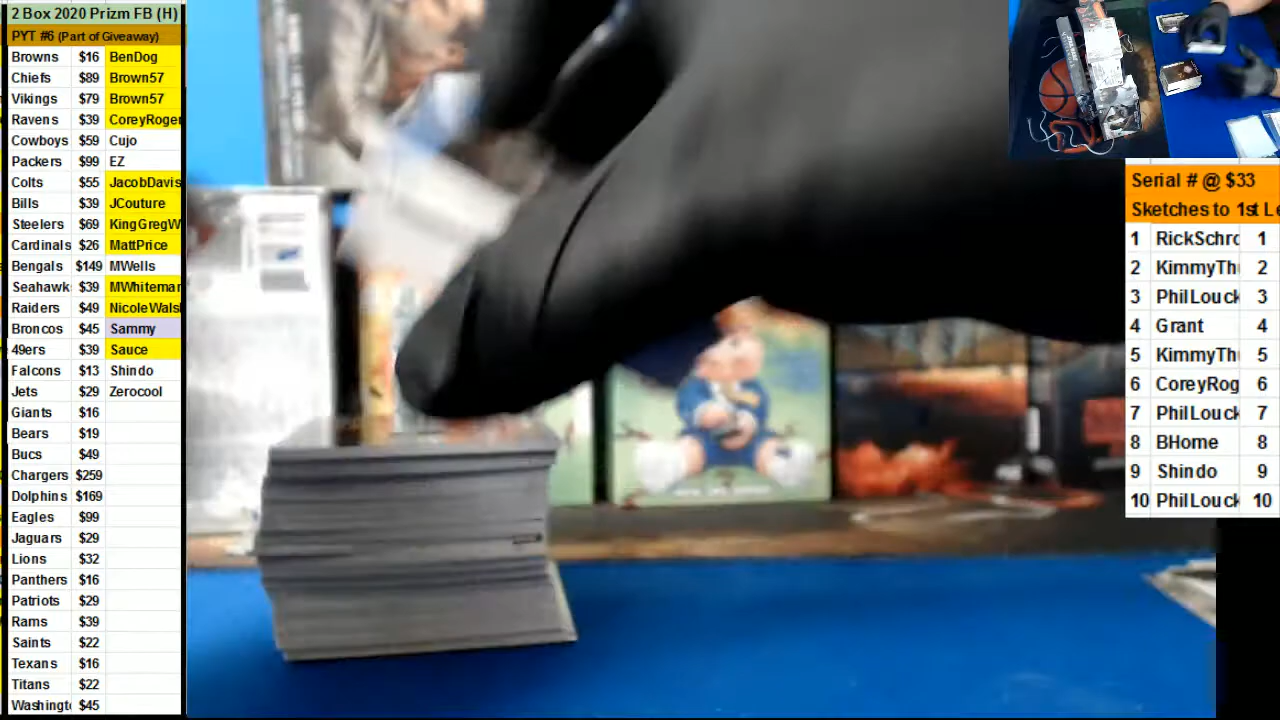 2 Box 2020 Prizm FB (H)
PYT #6 (Part of Giveaway)
Browns $16 BenDog
Chiefs $89 Brown57
Vikings $79 Brown57
Ravens $39 CoreyRoger
Cowboys $59 Cujo
Packers $99 EZ
Colts $55 JacobDavis
Bills $39 JCouture
Steelers $69 KingGregW
Cardinals $26 MattPrice
Bengals $149 MWells
Seahawk $39 MWhiteman
Raiders $49 NicoleWalsh
Broncos $45 Sammy
49ers $39 Sauce
Falcons $13 Shindo
Jets $29 Zerocool
Giants $16
Bears $19
Bucs $49
Chargers $259
Dolphins $169
Eagles $99
Jaguars $29
Lions $32
Panthers $16
Patriots $29
Rams $39
Saints $22
Texans $16
Titans $22
Washingt $45
Serial # @ $33
Sketches to 1st Le
1 RickSchro 1
2 KimmyTh 2
3 PhilLouck 3
4 Grant 4
5 KimmyTh 5
6 CoreyRog 6
7 PhilLouck 7
8 BHome 8
9 Shindo 9
10 PhilLouck 10